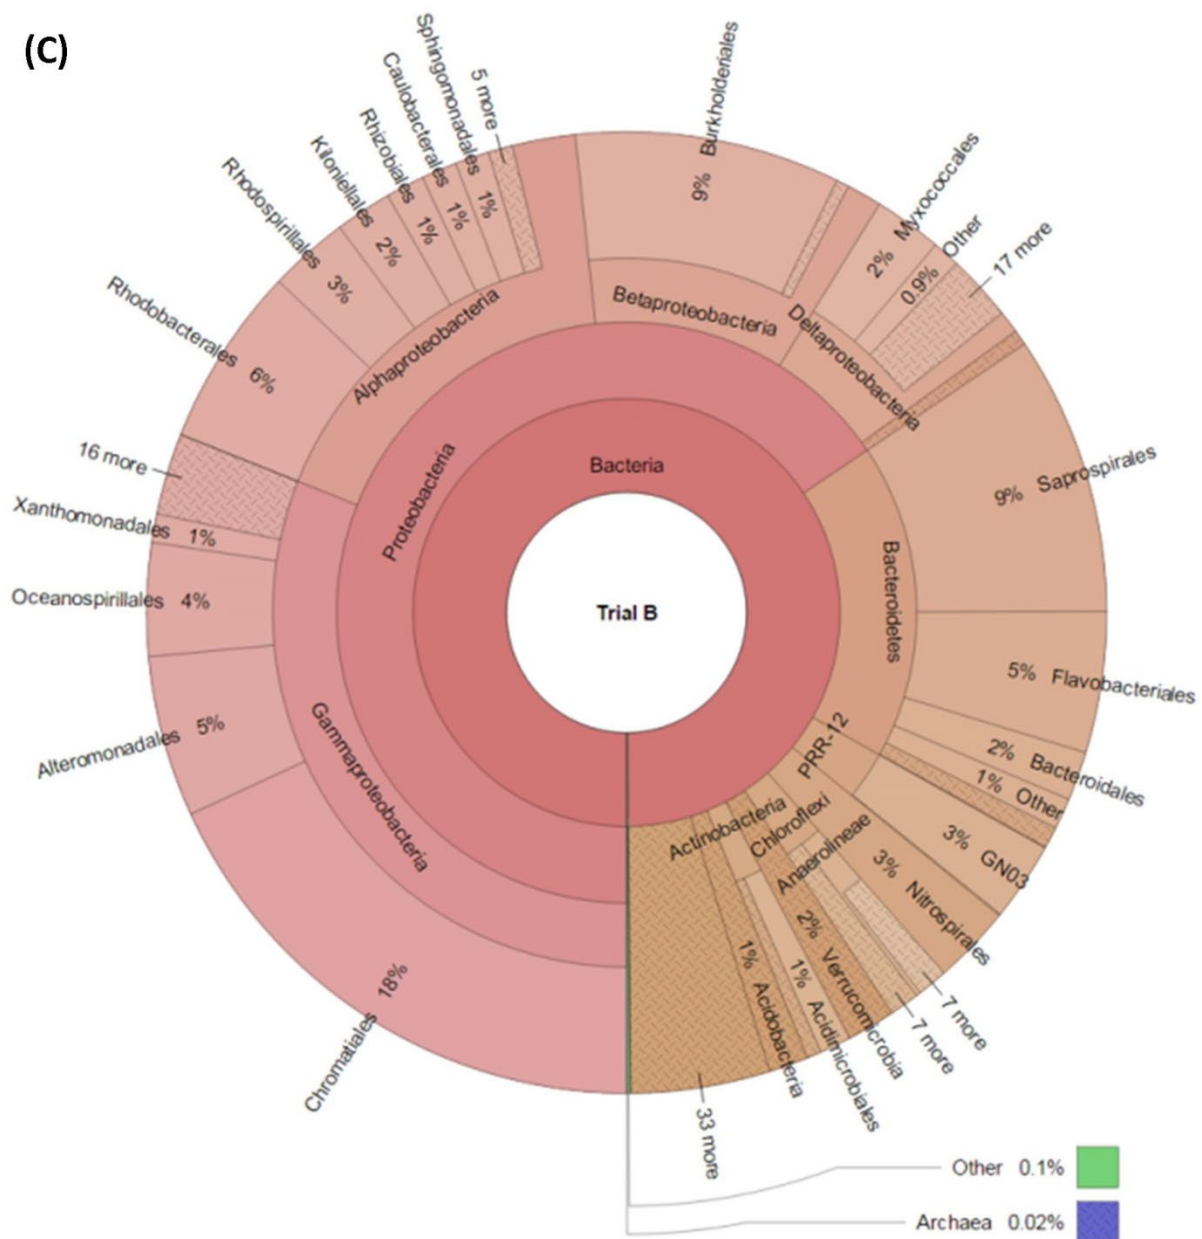 (C)
Sphingomonadales 1%
5 more
Caulobacterales 1%
Rhizobiales 1%
Kiloniellales 2%
Rhodospirillales 3%
Rhodobacterales 6%
16 more
Xanthomonadales 1%
Oceanospirillales 4%
Alteromonadales 5%
Chromatiales 18%
Alphaproteobacteria
Proteobacteria
Gammaproteobacteria
Bacteria
Trial B
9% Burkholderiales
Betaproteobacteria
2% Myxococcales
0.9% Other
17 more
Deltaproteobacteria
9% Saprospirales
Bacteroidetes
5% Flavobacteriales
2% Bacteroidales
1% Other
PRR-12
3% GN03
3% Nitrospirales
Chloroflexi
Anaerolineae
7 more
7 more
2% Verrucomicrobia
Actinobacteria
1% Acidimicrobiales
1% Acidobacteria
33 more
Other 0.1%
Archaea 0.02%